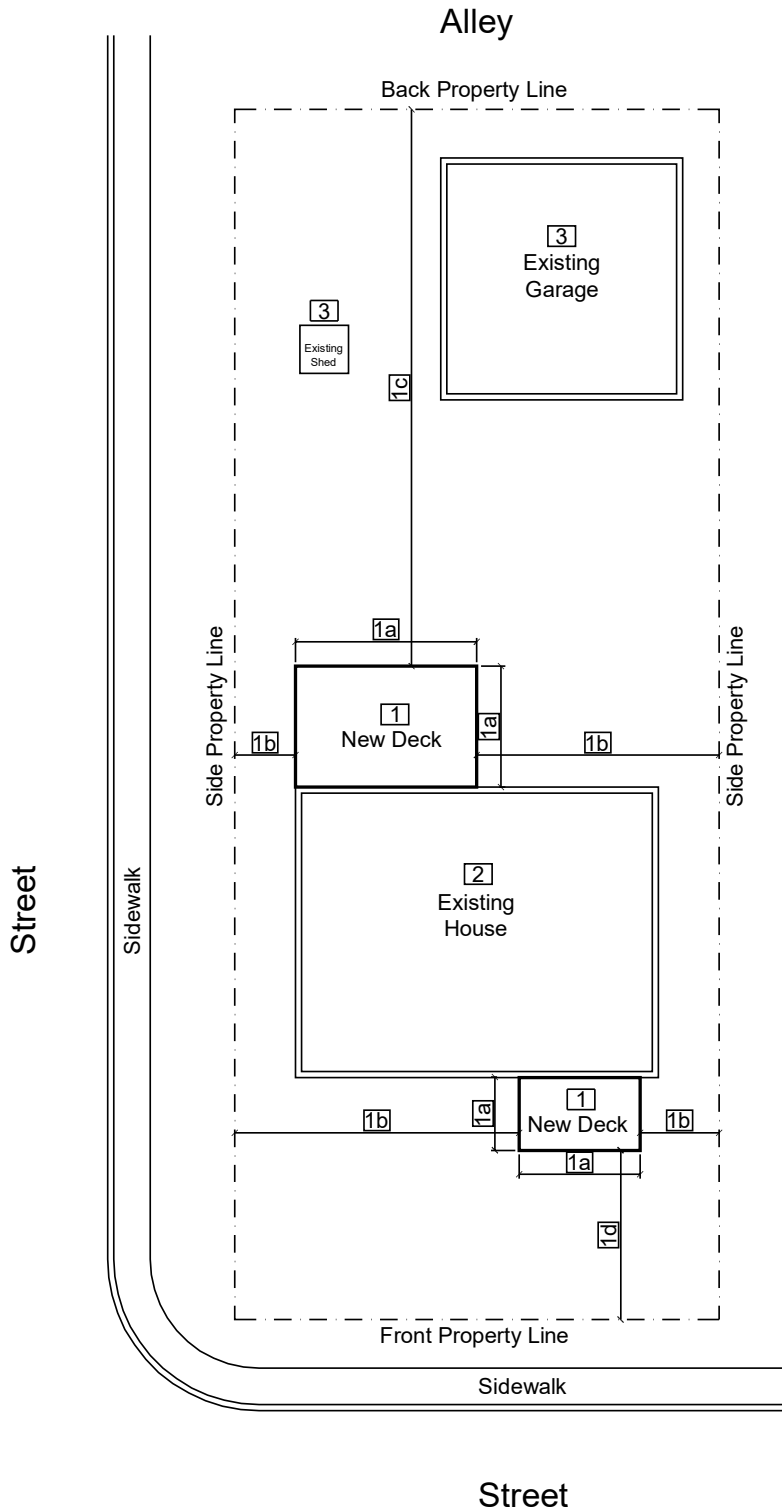 Alley
Back Property Line
3
Existing
Garage
3
Existing
Shed
1c
1a
Side Property Line
1
New Deck
1a
1b
1b
Side Property Line
Street
Sidewalk
2
Existing
House
1a
1
New Deck
1b
1b
1a
1d
Front Property Line
Sidewalk
Street